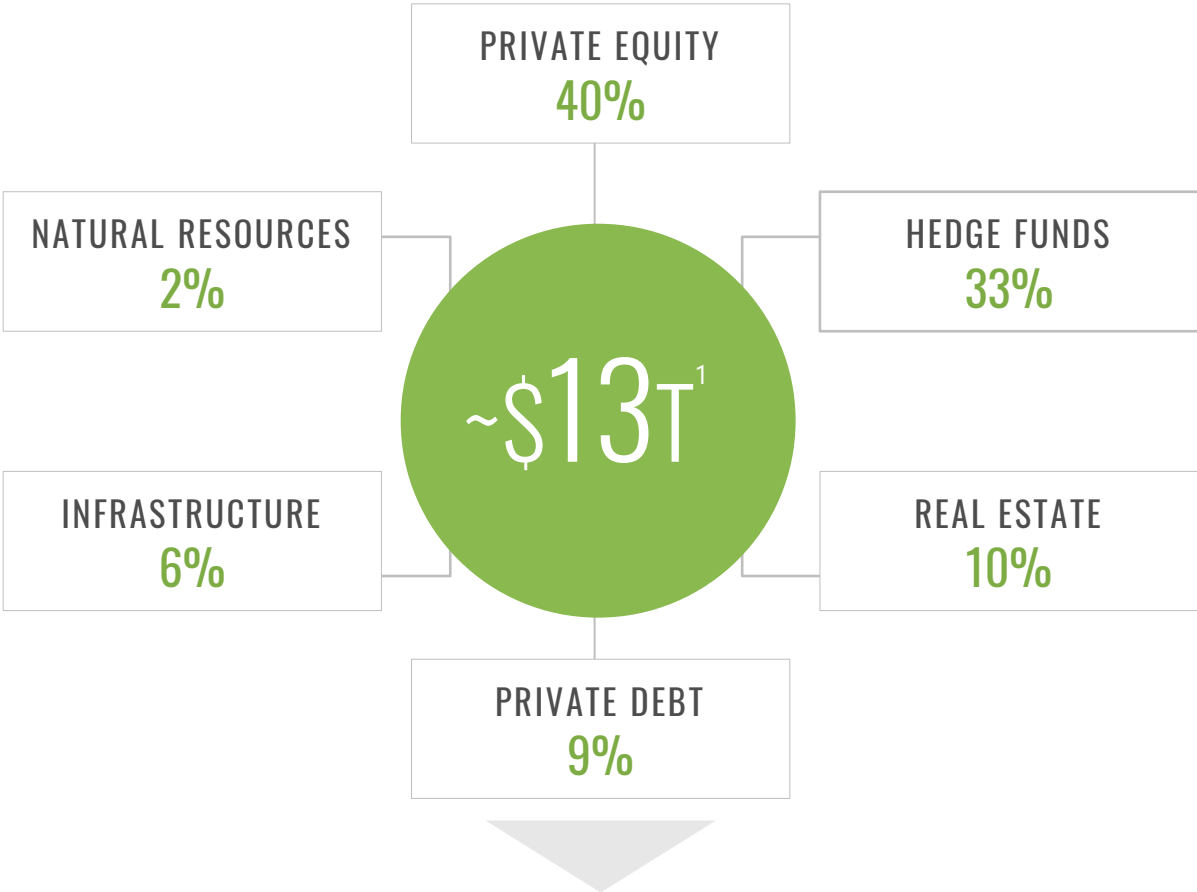 PRIVATE EQUITY
40%
NATURAL RESOURCES
2%
HEDGE FUNDS
33%
~$13T¹
INFRASTRUCTURE
6%
REAL ESTATE
10%
PRIVATE DEBT
9%